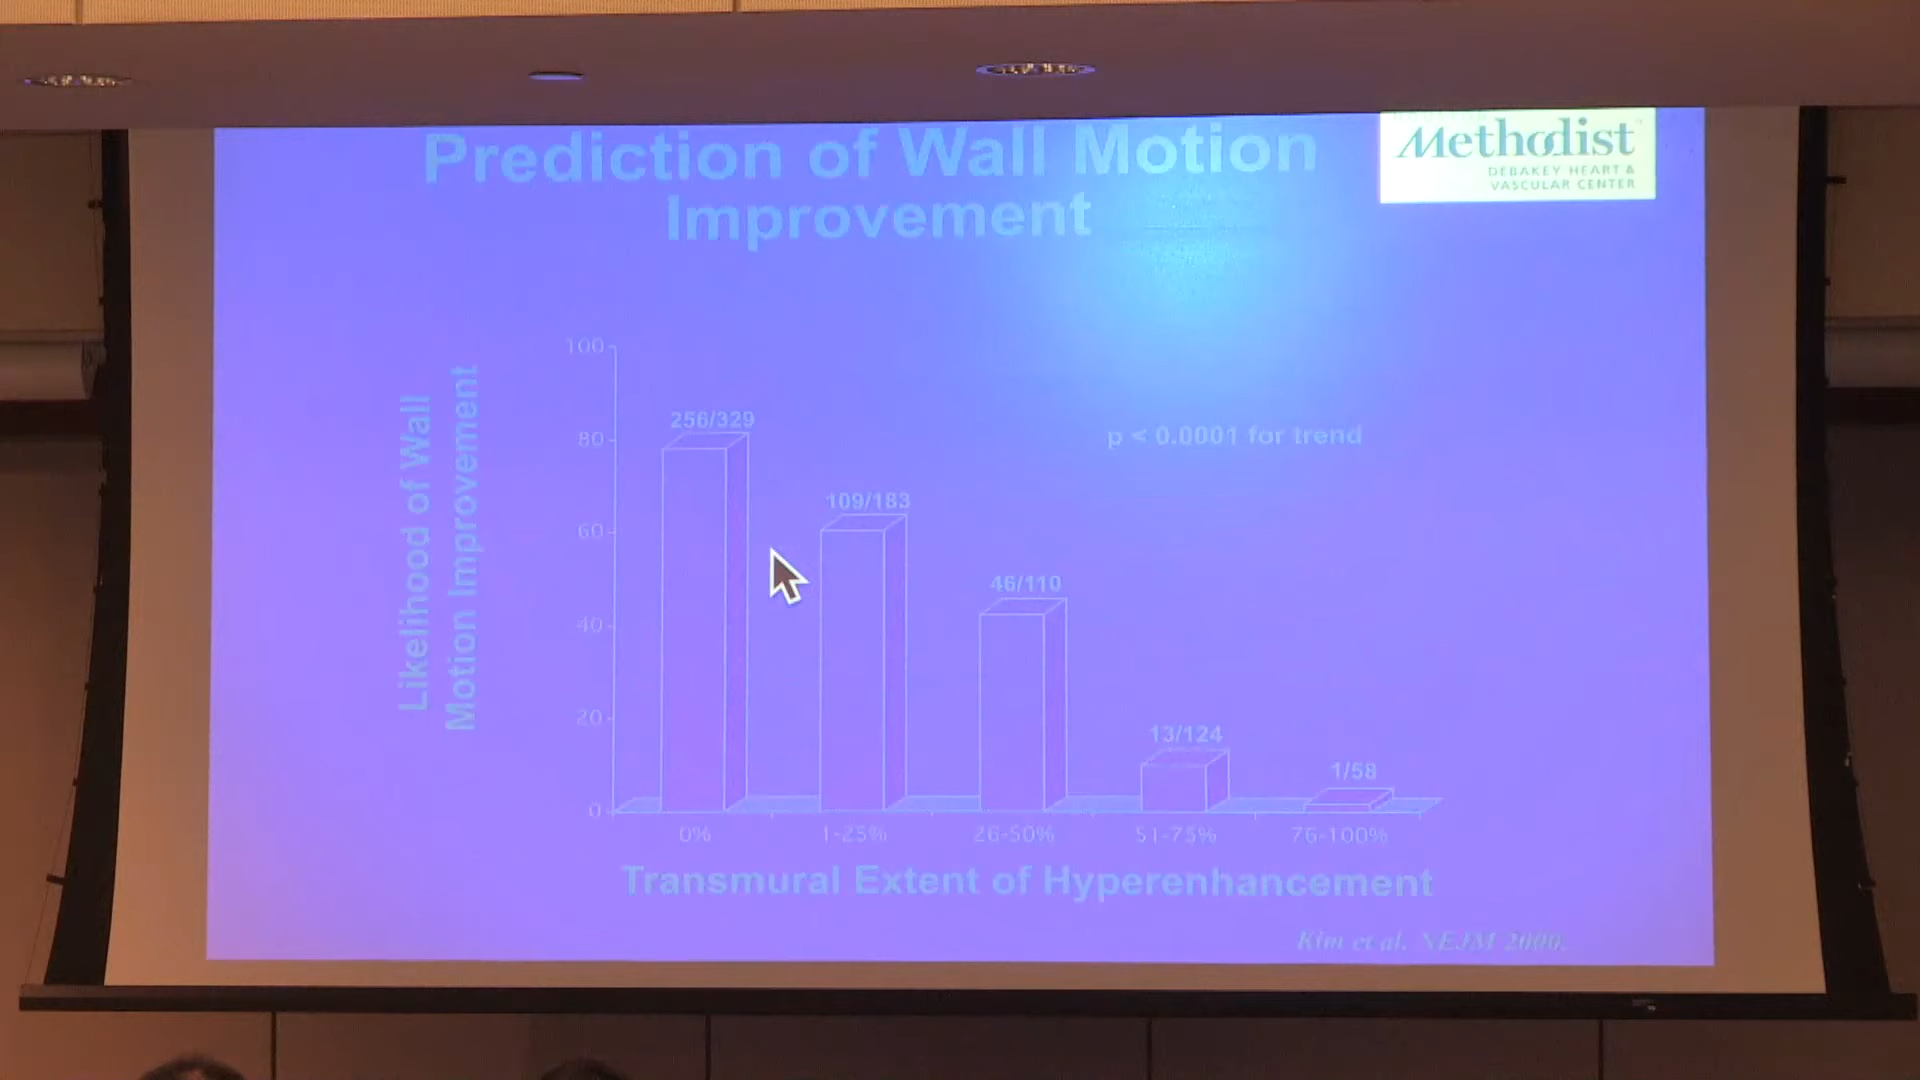 Prediction of Wall Motion
Improvement
Methodist
DEBAKEY HEART &
VASCULAR CENTER
Likelihood of Wall
Motion Improvement
100
80
60
40
20
0
256/329
109/183
46/110
13/124
1/58
p < 0.0001 for trend
0% 1-25% 26-50% 51-75% 76-100%
Transmural Extent of Hyperenhancement
Kim et al. NEJM 2000.